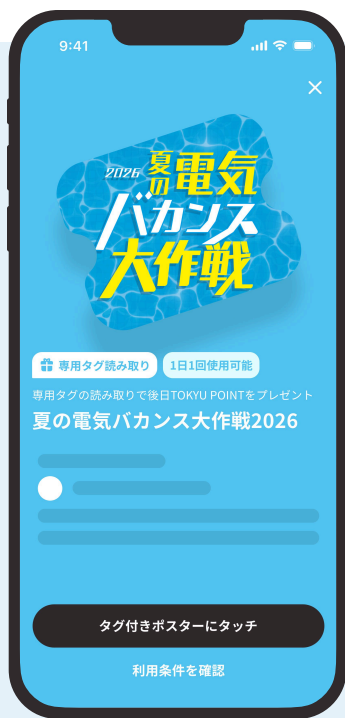 9:41
2026 夏の電気
バカンス
大作戦
専用タグ読み取り 1日1回使用可能
専用タグの読み取りで後日TOKYU POINTをプレゼント
夏の電気バカンス大作戦2026
タグ付きポスターにタッチ
利用条件を確認